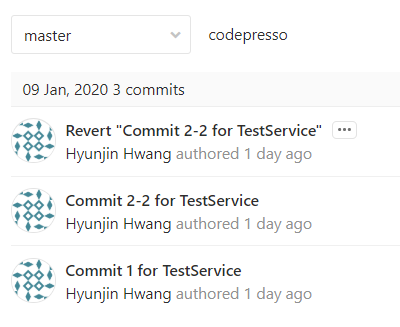 master codepresso
09 Jan, 2020 3 commits
Revert "Commit 2-2 for TestService" ...
Hyunjin Hwang authored 1 day ago
Commit 2-2 for TestService
Hyunjin Hwang authored 1 day ago
Commit 1 for TestService
Hyunjin Hwang authored 1 day ago